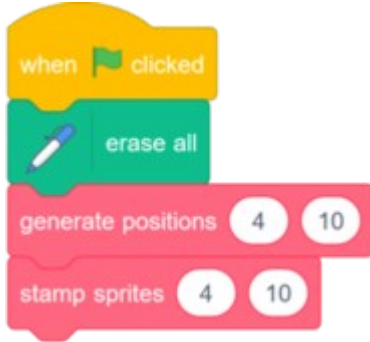 when clicked
erase all
generate positions 4 10
stamp sprites 4 10